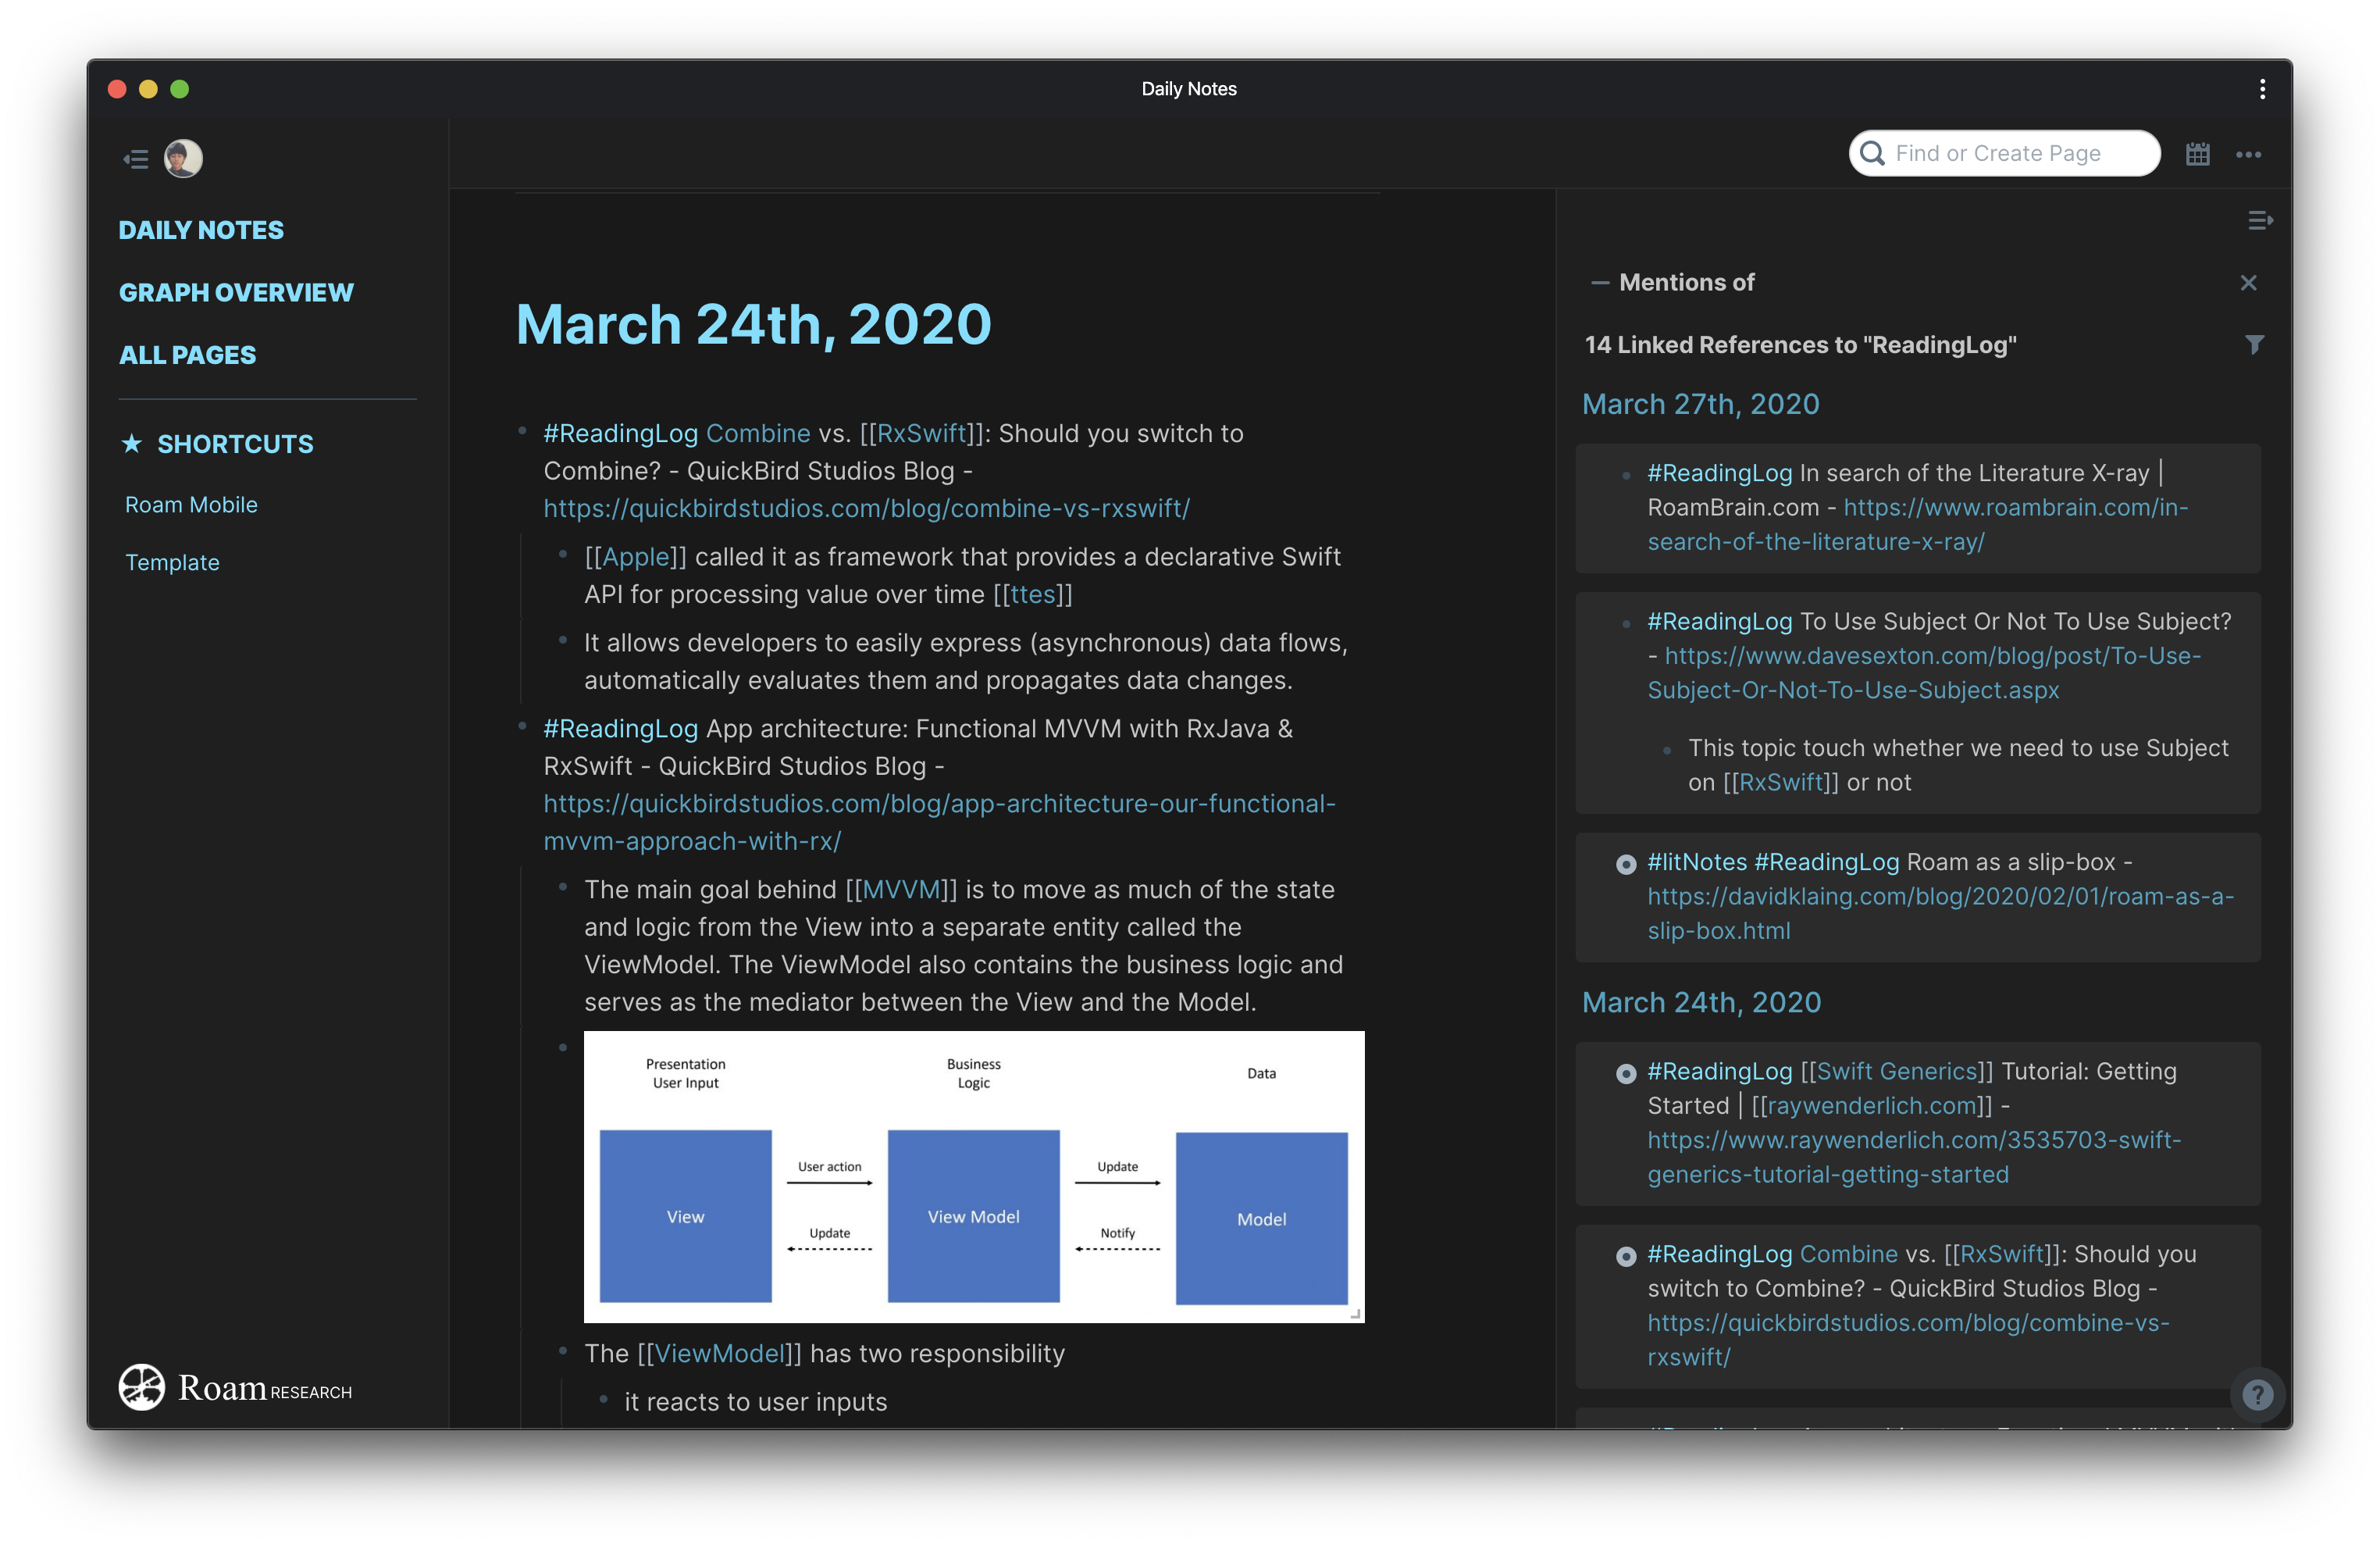 Daily Notes
Find or Create Page
DAILY NOTES
GRAPH OVERVIEW
ALL PAGES
★ SHORTCUTS
Roam Mobile
Template
Roam RESEARCH
March 24th, 2020
#ReadingLog Combine vs. [[RxSwift]]: Should you switch to
Combine? - QuickBird Studios Blog -
https://quickbirdstudios.com/blog/combine-vs-rxswift/
[[Apple]] called it as framework that provides a declarative Swift
API for processing value over time [[ttes]]
It allows developers to easily express (asynchronous) data flows,
automatically evaluates them and propagates data changes.
#ReadingLog App architecture: Functional MVVM with RxJava &
RxSwift - QuickBird Studios Blog -
https://quickbirdstudios.com/blog/app-architecture-our-functional-
mvvm-approach-with-rx/
The main goal behind [[MVVM]] is to move as much of the state
and logic from the View into a separate entity called the
ViewModel. The ViewModel also contains the business logic and
serves as the mediator between the View and the Model.
Presentation
User Input
Business
Logic
Data
View
User action
Update
View Model
Update
Notify
Model
The [[ViewModel]] has two responsibility
it reacts to user inputs
Mentions of
14 Linked References to "ReadingLog"
March 27th, 2020
#ReadingLog In search of the Literature X-ray |
RoamBrain.com - https://www.roambrain.com/in-
search-of-the-literature-x-ray/
#ReadingLog To Use Subject Or Not To Use Subject?
- https://www.davesexton.com/blog/post/To-Use-
Subject-Or-Not-To-Use-Subject.aspx
This topic touch whether we need to use Subject
on [[RxSwift]] or not
#litNotes #ReadingLog Roam as a slip-box -
https://davidklaing.com/blog/2020/02/01/roam-as-a-
slip-box.html
March 24th, 2020
#ReadingLog [[Swift Generics]] Tutorial: Getting
Started | [[raywenderlich.com]] -
https://www.raywenderlich.com/3535703-swift-
generics-tutorial-getting-started
#ReadingLog Combine vs. [[RxSwift]]: Should you
switch to Combine? - QuickBird Studios Blog -
https://quickbirdstudios.com/blog/combine-vs-
rxswift/
?